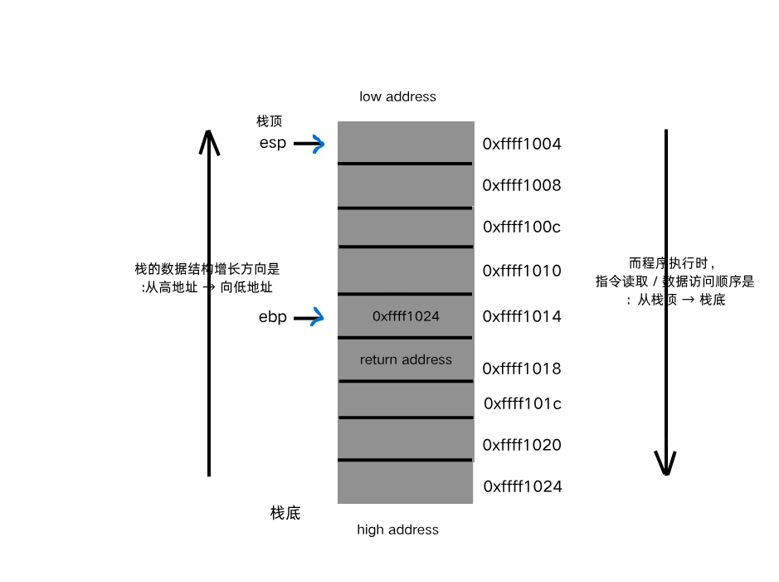 low address
栈顶
esp
0xffff1004
0xffff1008
0xffff100c
栈的数据结构增长方向是
:从高地址 → 向低地址
0xffff1010
而程序执行时，
指令读取 / 数据访问顺序是
: 从栈顶 → 栈底
ebp
0xffff1024
0xffff1014
return address
0xffff1018
0xffff101c
0xffff1020
0xffff1024
栈底
high address